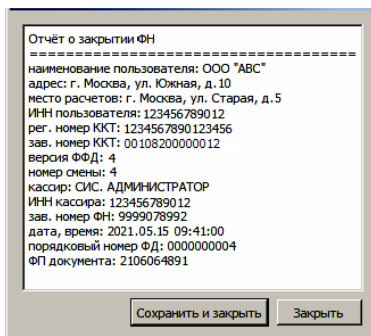 Отчёт о закрытии ФН
========================================
наименование пользователя: ООО "АВС"
адрес: г. Москва, ул. Южная, д.10
место расчетов: г. Москва, ул. Старая, д.5
ИНН пользователя: 123456789012
рег. номер ККТ: 1234567890123456
зав. номер ККТ: 00108200000012
версия ФФД: 4
номер смены: 4
кассир: СИС. АДМИНИСТРАТОР
ИНН кассира: 123456789012
зав. номер ФН: 9999078992
дата, время: 2021.05.15 09:41:00
порядковый номер ФД: 0000000004
ФП документа: 2106064891
Сохранить и закрыть Закрыть